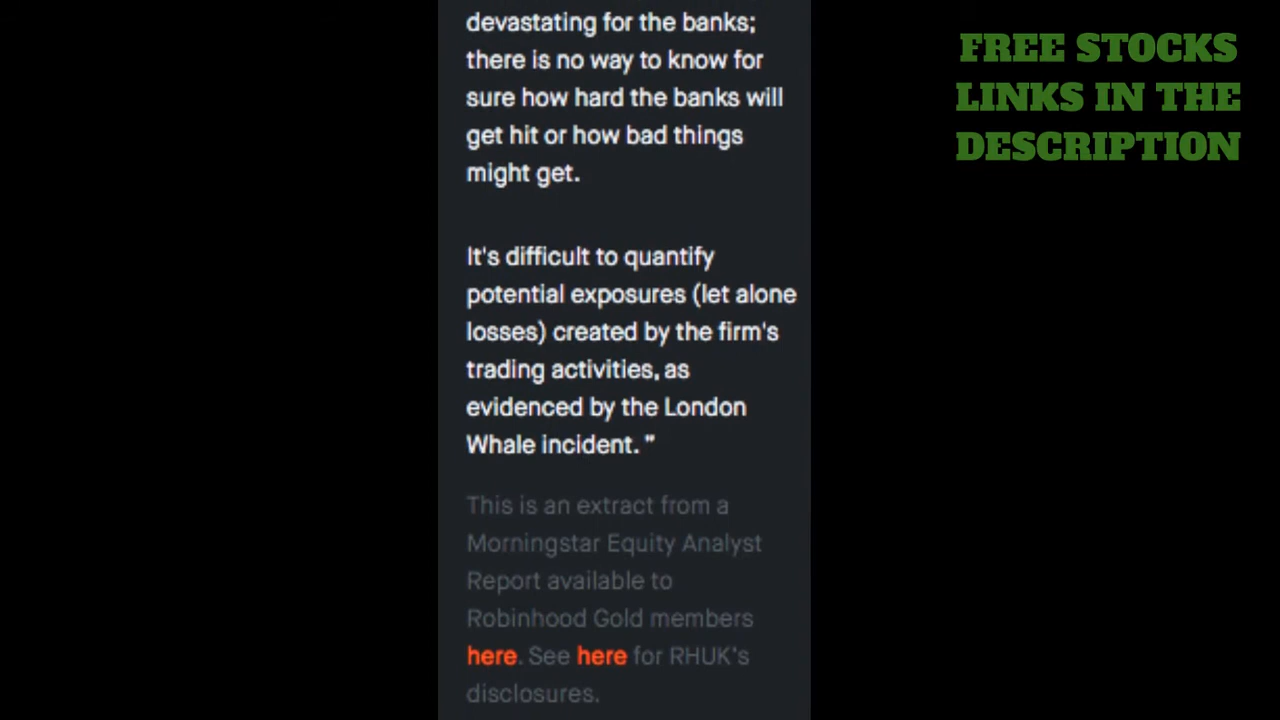 devastating for the banks;
there is no way to know for
sure how hard the banks will
get hit or how bad things
might get.
It's difficult to quantify
potential exposures (let alone
losses) created by the firm's
trading activities, as
evidenced by the London
Whale incident. ”
This is an extract from a
Morningstar Equity Analyst
Report available to
Robinhood Gold members
here. See here for RHUK's
disclosures.
FREE STOCKS
LINKS IN THE
DESCRIPTION